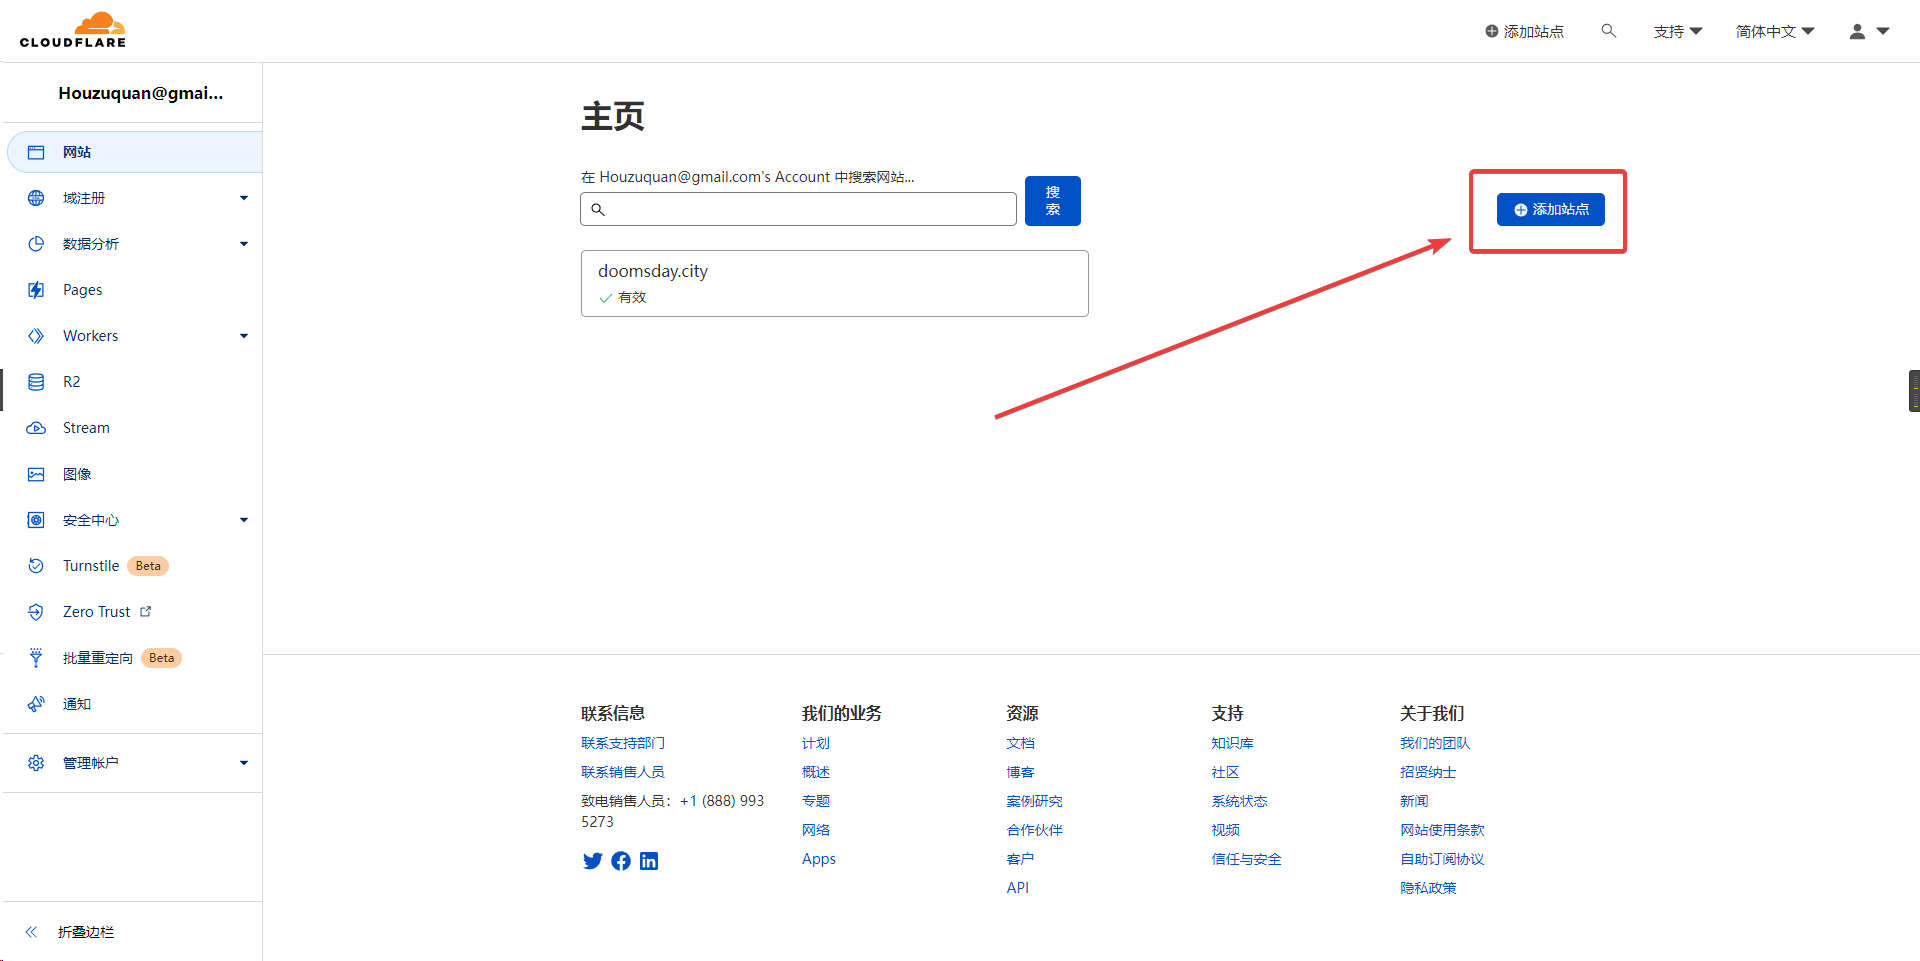 CLOUDFLARE
添加站点
支持
简体中文
Houzuquan@gmai...
网站
域注册
数据分析
Pages
Workers
R2
Stream
图像
安全中心
Turnstile Beta
Zero Trust
批量重定向 Beta
通知
管理帐户
折叠边栏
主页
在 Houzuquan@gmail.com's Account 中搜索网站...
搜
索
添加站点
doomsday.city
有效
联系信息
联系支持部门
联系销售人员
致电销售人员：+1 (888) 993
5273
我们的业务
计划
概述
专题
网络
Apps
资源
文档
博客
案例研究
合作伙伴
客户
API
支持
知识库
社区
系统状态
视频
信任与安全
关于我们
我们的团队
招贤纳士
新闻
网站使用条款
自助订阅协议
隐私政策